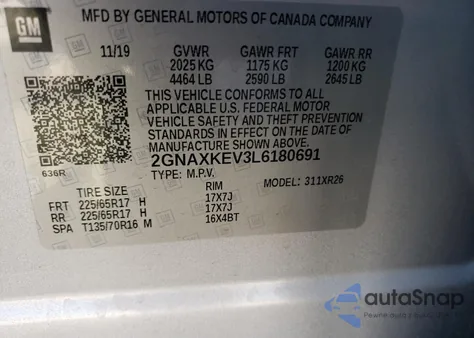 GM
MFD BY GENERAL MOTORS OF CANADA COMPANY
11/19 GVWR GAWR FRT GAWR RR
2025 KG 1175 KG 1200 KG
4464 LB 2590 LB 2645 LB
THIS VEHICLE CONFORMS TO ALL
APPLICABLE U.S. FEDERAL MOTOR
VEHICLE SAFETY AND THEFT PREVENTION
STANDARDS IN EFFECT ON THE DATE OF
MANUFACTURE SHOWN ABOVE.
636R 2GNAXKEV3L6180691
TYPE: M.P.V. MODEL: 311XR26
TIRE SIZE RIM
FRT 225/65R17 H 17X7J
RR 225/65R17 H 17X7J
SPA T135/70R16 M 16X4BT
autoSnap
Pewne auta z